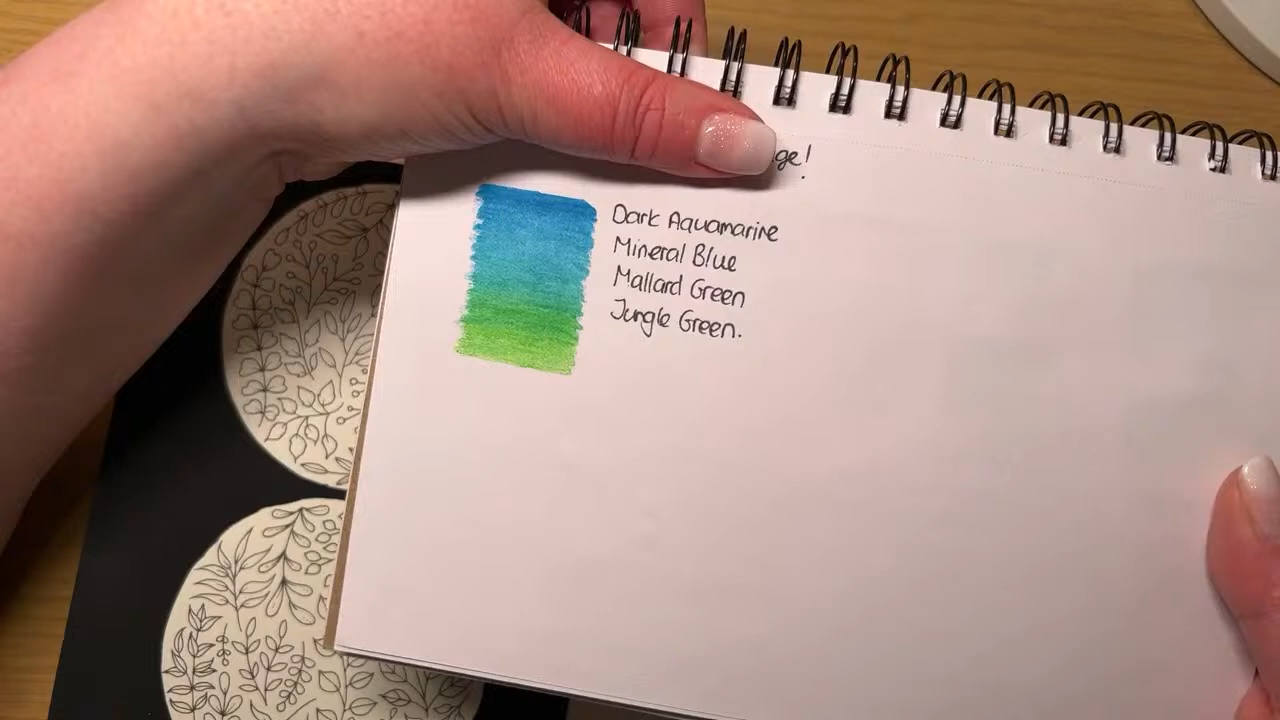 Dark Aquamarine
Mineral Blue
Mallard Green
Jungle Green.